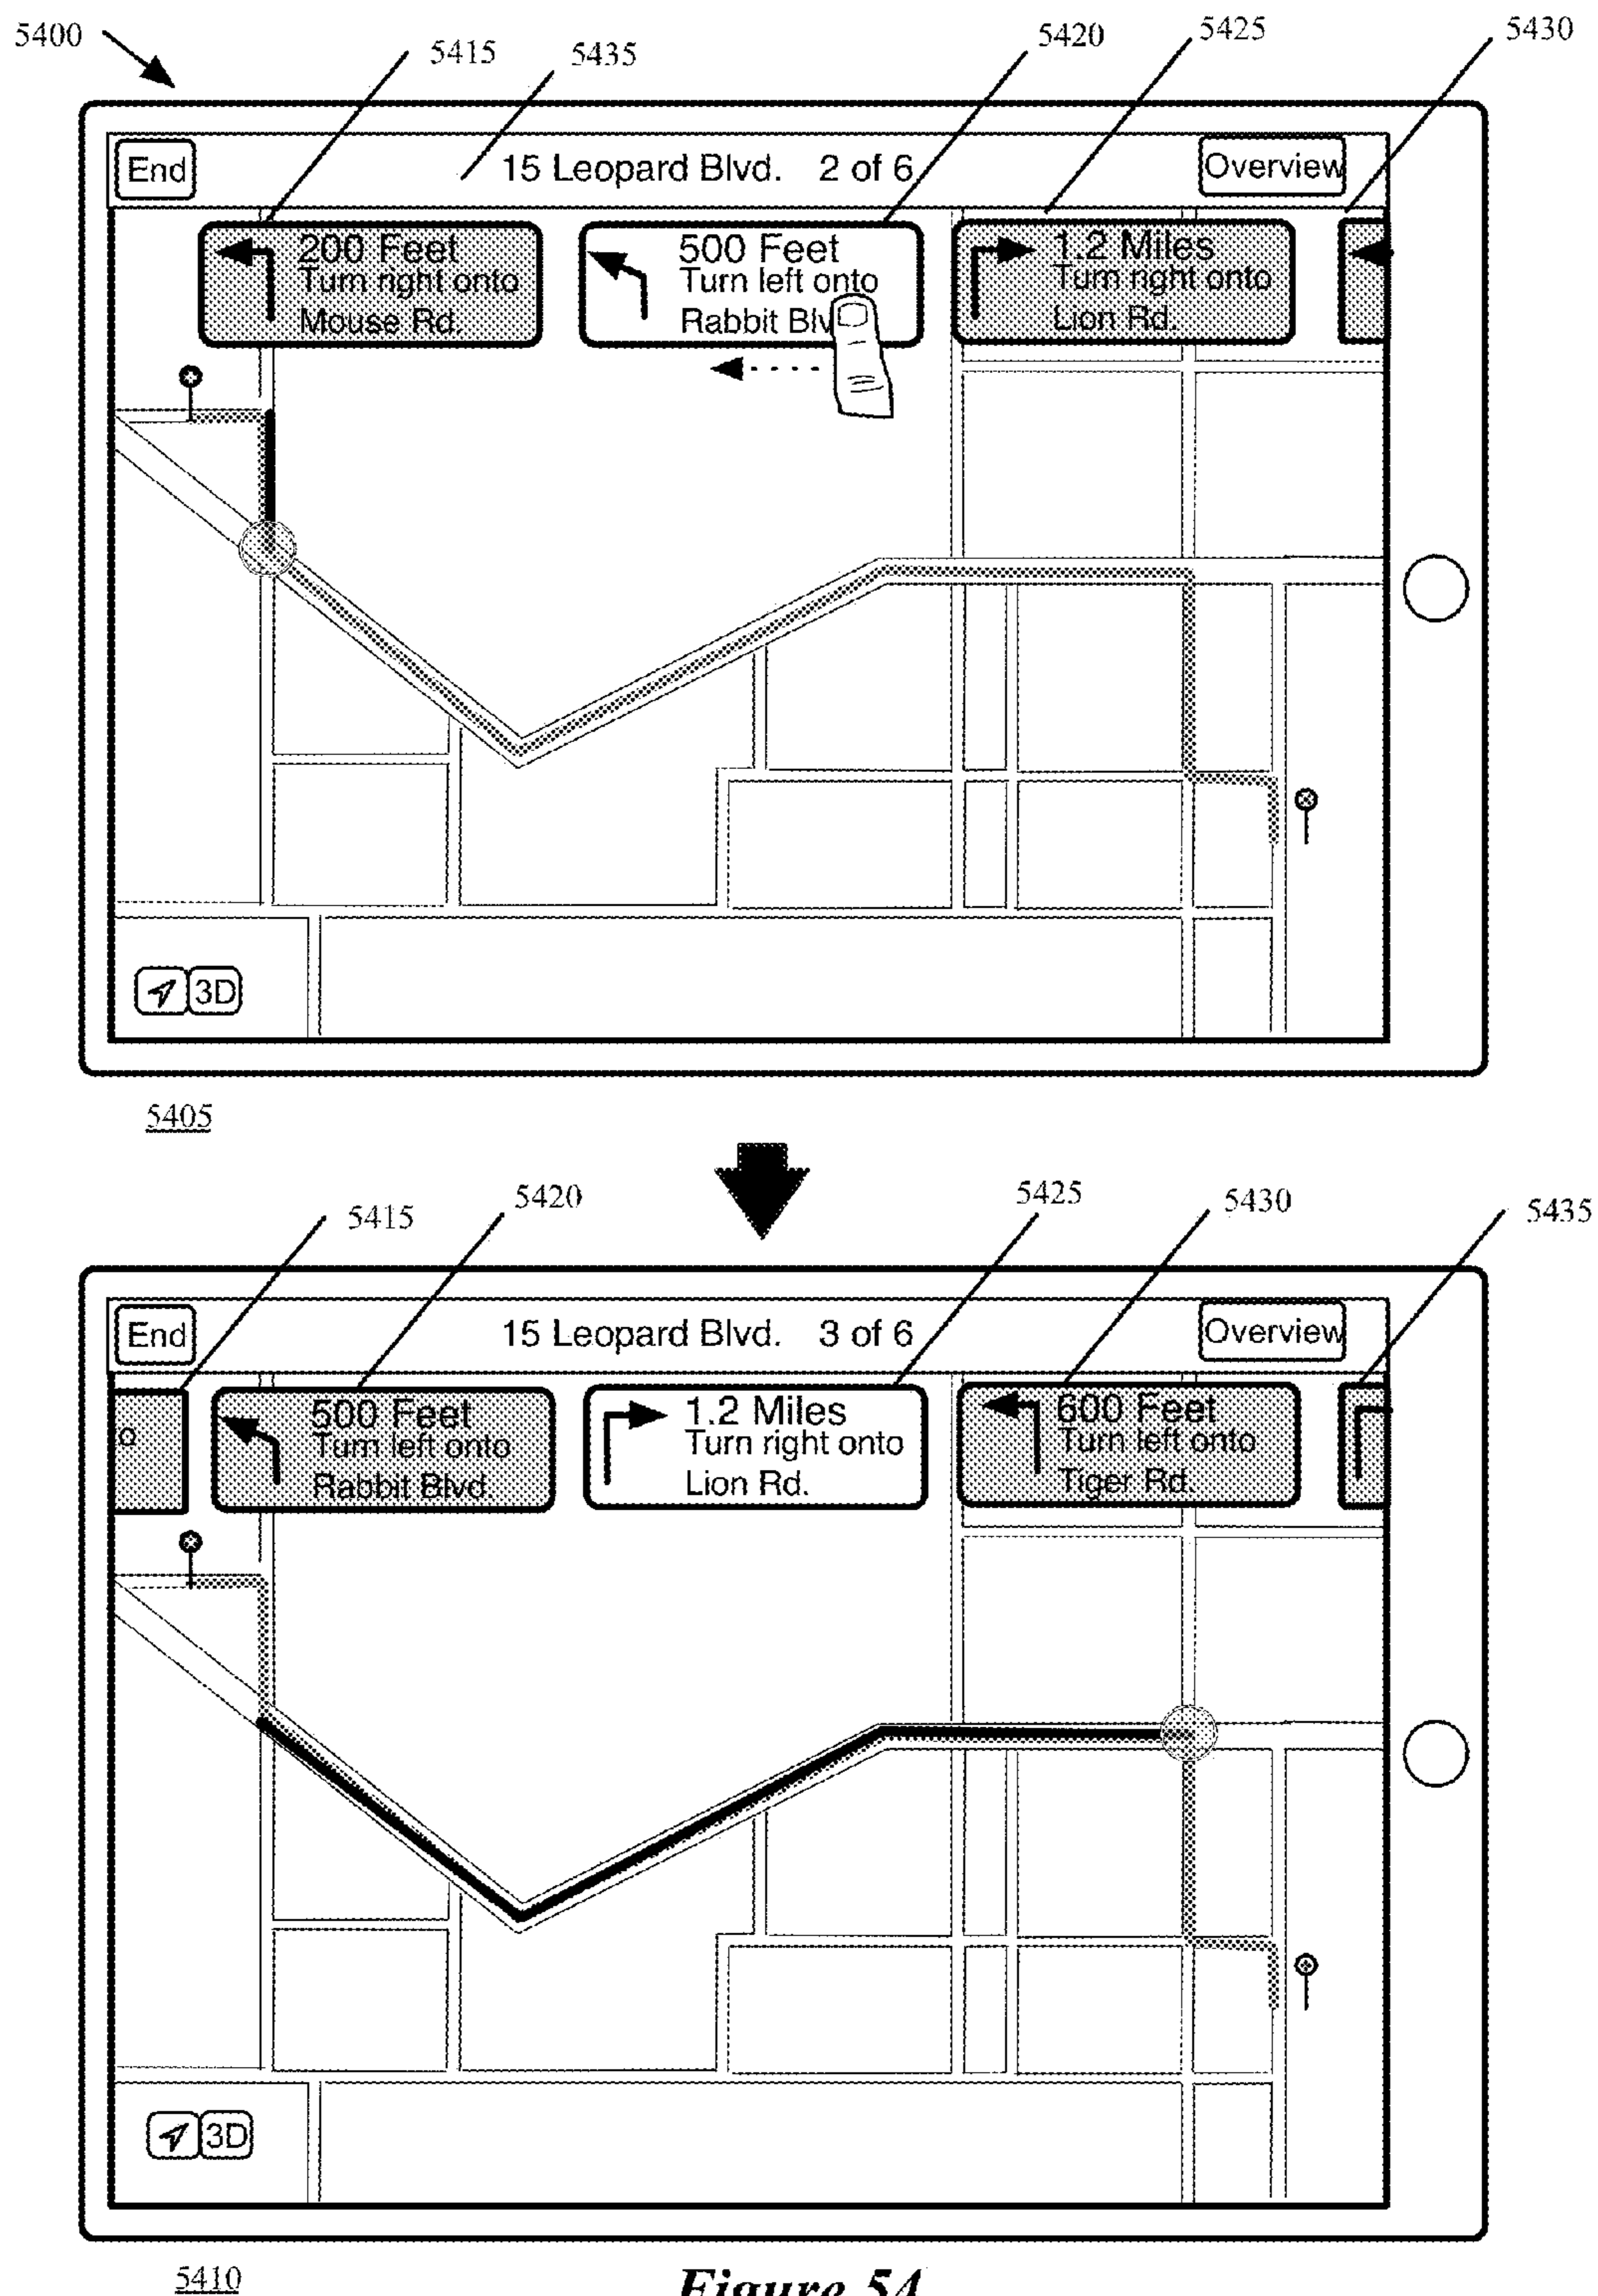 5400
5415
5435
5420
5425
5430
End
15 Leopard Blvd. 2 of 6
Overview
200 Feet
Turn right onto
Mouse Rd.
500 Feet
Turn left onto
Rabbit Blv
1.2 Miles
Turn right onto
Lion Rd.
3D
5405
5415
5420
5425
5430
5435
End
15 Leopard Blvd. 3 of 6
Overview
o
500 Feet
Turn left onto
Rabbit Blvd.
1.2 Miles
Turn right onto
Lion Rd.
600 Feet
Turn left onto
Tiger Rd.
3D
5410
Figure 54